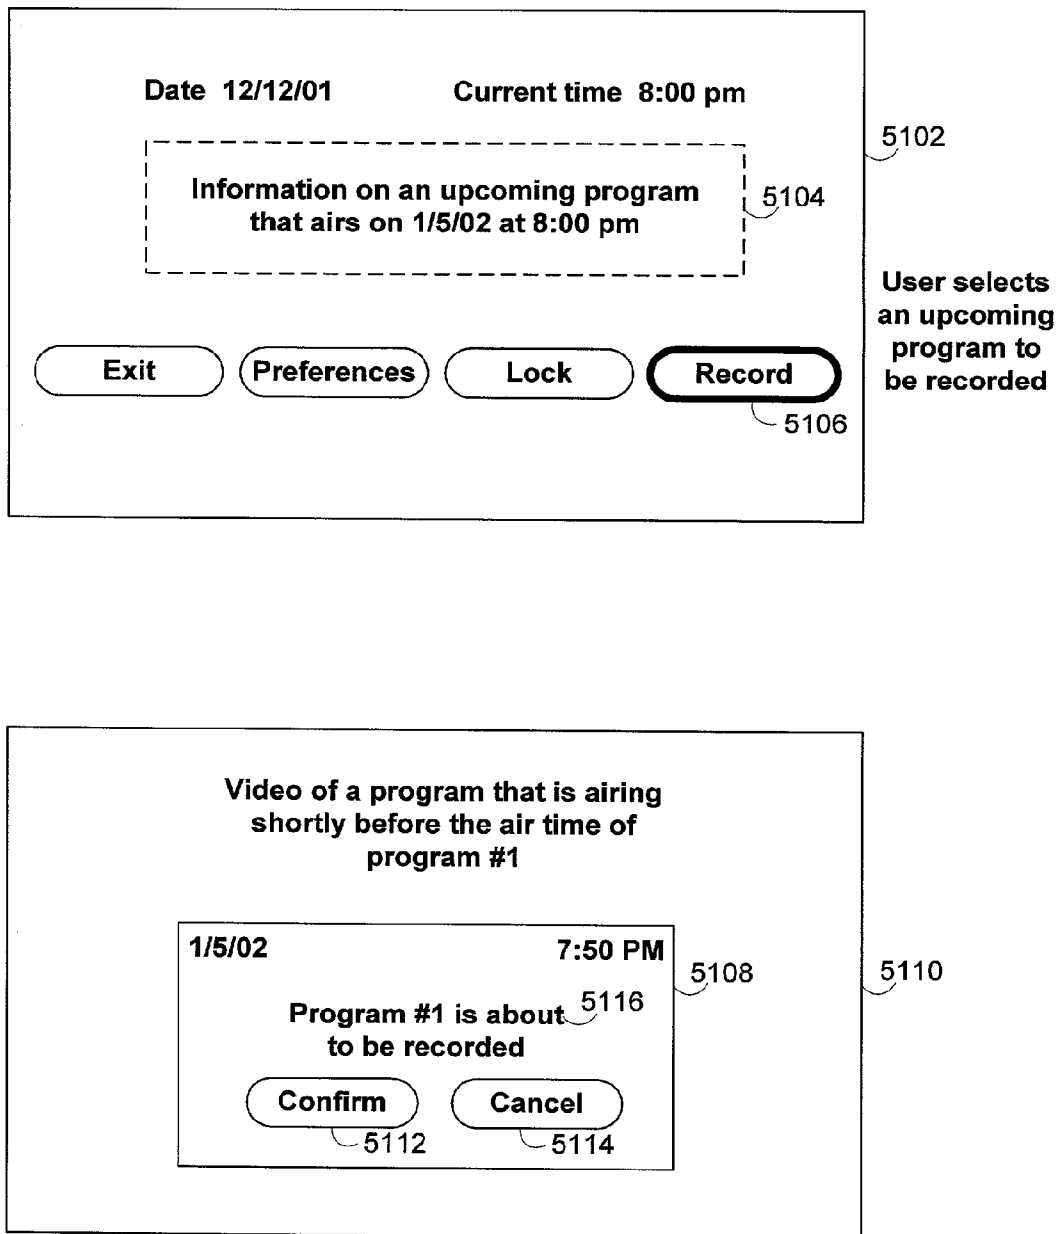 Date 12/12/01 Current time 8:00 pm
5102
Information on an upcoming program
that airs on 1/5/02 at 8:00 pm
5104
User selects
an upcoming
program to
be recorded
Exit Preferences Lock Record
5106
Video of a program that is airing
shortly before the air time of
program #1
1/5/02 7:50 PM
5108
5110
Program #1 is about
to be recorded
5116
Confirm Cancel
5112 5114